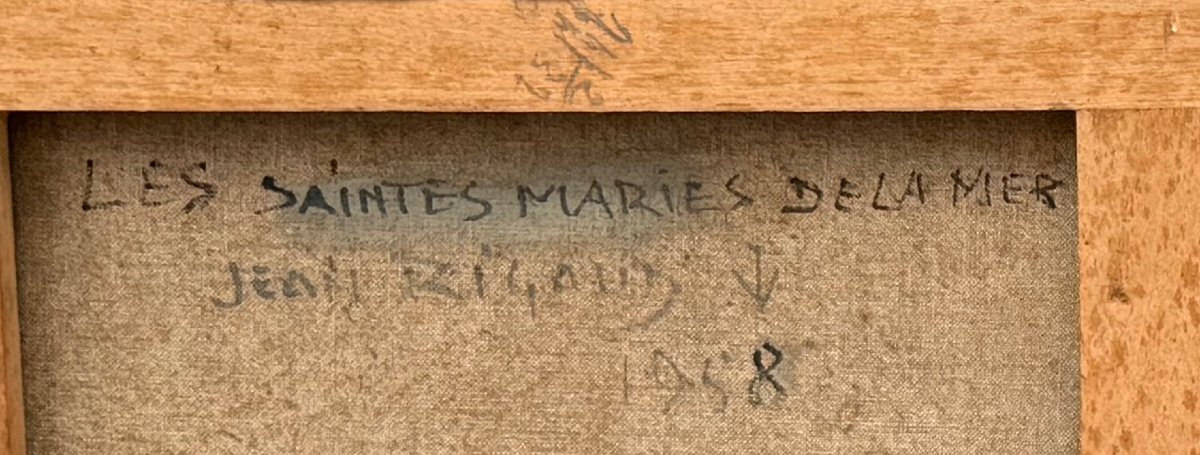 LES SAINTES MARIES DE LA MER
Jean RIGAUD ↓
1958